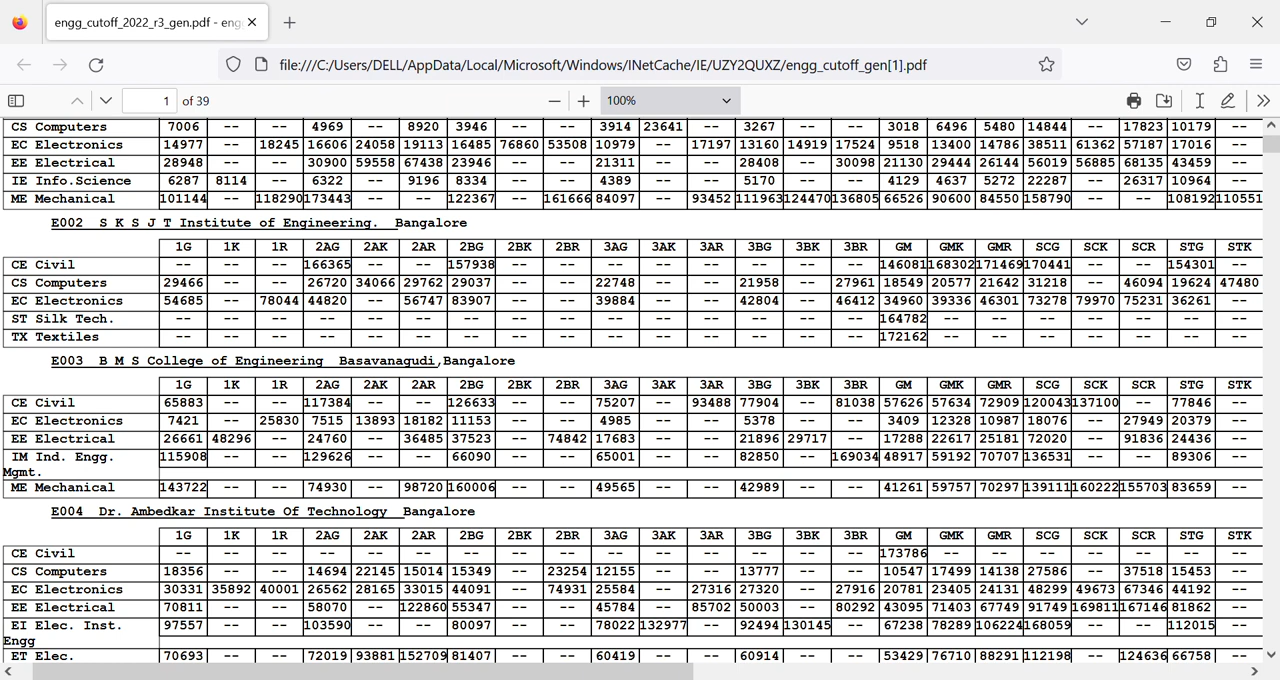 engg_cutoff_2022_r3_gen.pdf - eng
file:///C:/Users/DELL/AppData/Local/Microsoft/Windows/INetCache/IE/UZY2QUXZ/engg_cutoff_gen[1].pdf
1 of 39 100%
CS Computers 7006 -- -- 4969 -- 8920 3946 -- -- 3914 23641 -- 3267 -- -- 3018 6496 5480 14844 -- 17823 10179 --
EC Electronics 14977 -- 18245 16606 24058 19113 16485 76860 53508 10979 -- 17197 13160 14919 17524 9518 13400 14786 38511 61362 57187 17016 --
EE Electrical 28948 -- -- 30900 59558 67438 23946 -- -- 21311 -- -- 28408 -- 30098 21130 29444 26144 56019 56885 68135 43459 --
IE Info.Science 6287 8114 -- 6322 -- 9196 8334 -- -- 4389 -- -- 5170 -- -- 4129 4637 5272 22287 -- 26317 10964 --
ME Mechanical 101144 -- 118290 173443 -- -- 122367 -- 161666 84097 -- 93452 111963 124470 136805 66526 90600 84550 158790 -- -- 108192 110551
E002 S K S J T Institute of Engineering. Bangalore
1G 1K 1R 2AG 2AK 2AR 2BG 2BK 2BR 3AG 3AK 3AR 3BG 3BK 3BR GM GMK GMR SCG SCK SCR STG STK
CE Civil -- -- -- 166365 -- -- 157938 -- -- -- -- -- -- -- -- 146081 168302 171469 170441 -- -- 154301 --
CS Computers 29466 -- -- 26720 34066 29762 29037 -- -- 22748 -- -- 21958 -- 27961 18549 20577 21642 31218 -- 46094 19624 47480
EC Electronics 54685 -- 78044 44820 -- 56747 83907 -- -- 39884 -- -- 42804 -- 46412 34960 39336 46301 73278 79970 75231 36261 --
ST Silk Tech. -- -- -- -- -- -- -- -- -- -- -- -- -- -- -- 164782 -- -- -- -- -- -- --
TX Textiles -- -- -- -- -- -- -- -- -- -- -- -- -- -- -- 172162 -- -- -- -- -- -- --
E003 B M S College of Engineering Basavanagudi,Bangalore
1G 1K 1R 2AG 2AK 2AR 2BG 2BK 2BR 3AG 3AK 3AR 3BG 3BK 3BR GM GMK GMR SCG SCK SCR STG STK
CE Civil 65883 -- -- 117384 -- -- 126633 -- -- 75207 -- 93488 77904 -- 81038 57626 57634 72909 120043 137100 -- 77846 --
EC Electronics 7421 -- 25830 7515 13893 18182 11153 -- -- 4985 -- -- 5378 -- -- 3409 12328 10987 18076 -- 27949 20379 --
EE Electrical 26661 48296 -- 24760 -- 36485 37523 -- 74842 17683 -- -- 21896 29717 -- 17288 22617 25181 72020 -- 91836 24436 --
IM Ind. Engg. 115908 -- -- 129626 -- -- 66090 -- -- 65001 -- -- 82850 -- 169034 48917 59192 70707 136531 -- -- 89306 --
Mgmt.
ME Mechanical 143722 -- -- 74930 -- 98720 160006 -- -- 49565 -- -- 42989 -- -- 41261 59757 70297 139111 160222 155703 83659 --
E004 Dr. Ambedkar Institute Of Technology Bangalore
1G 1K 1R 2AG 2AK 2AR 2BG 2BK 2BR 3AG 3AK 3AR 3BG 3BK 3BR GM GMK GMR SCG SCK SCR STG STK
CE Civil -- -- -- -- -- -- -- -- -- -- -- -- -- -- -- 173786 -- -- -- -- -- -- --
CS Computers 18356 -- -- 14694 22145 15014 15349 -- 23254 12155 -- -- 13777 -- -- 10547 17499 14138 27586 -- 37518 15453 --
EC Electronics 30331 35892 40001 26562 28165 33015 44091 -- 74931 25584 -- 27316 27320 -- 27916 20781 23405 24131 48299 49673 67346 44192 --
EE Electrical 70811 -- -- 58070 -- 122860 55347 -- -- 45784 -- 85702 50003 -- 80292 43095 71403 67749 91749 169811 167146 81862 --
EI Elec. Inst. 97557 -- -- 103590 -- -- 80097 -- -- 78022 132977 -- 92494 130145 -- 67238 78289 106224 168059 -- -- 112015 --
Engg
ET Elec. 70693 -- -- 72019 93881 152709 81407 -- -- 60419 -- -- 60914 -- -- 53429 76710 88291 112198 -- 124636 66758 --